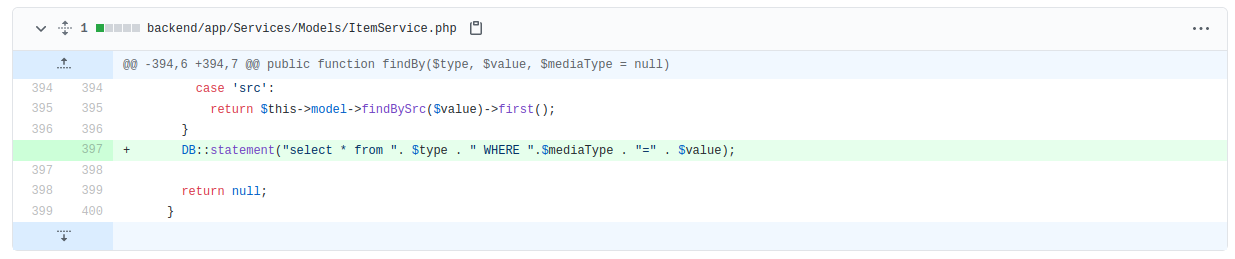 1 backend/app/Services/Models/ItemService.php
@@ -394,6 +394,7 @@ public function findBy($type, $value, $mediaType = null)
394 394 case 'src':
395 395 return $this->model->findBySrc($value)->first();
396 396 }
397 + DB::statement("select * from ". $type . " WHERE ".$mediaType . "=" . $value);
397 398
398 399 return null;
399 400 }